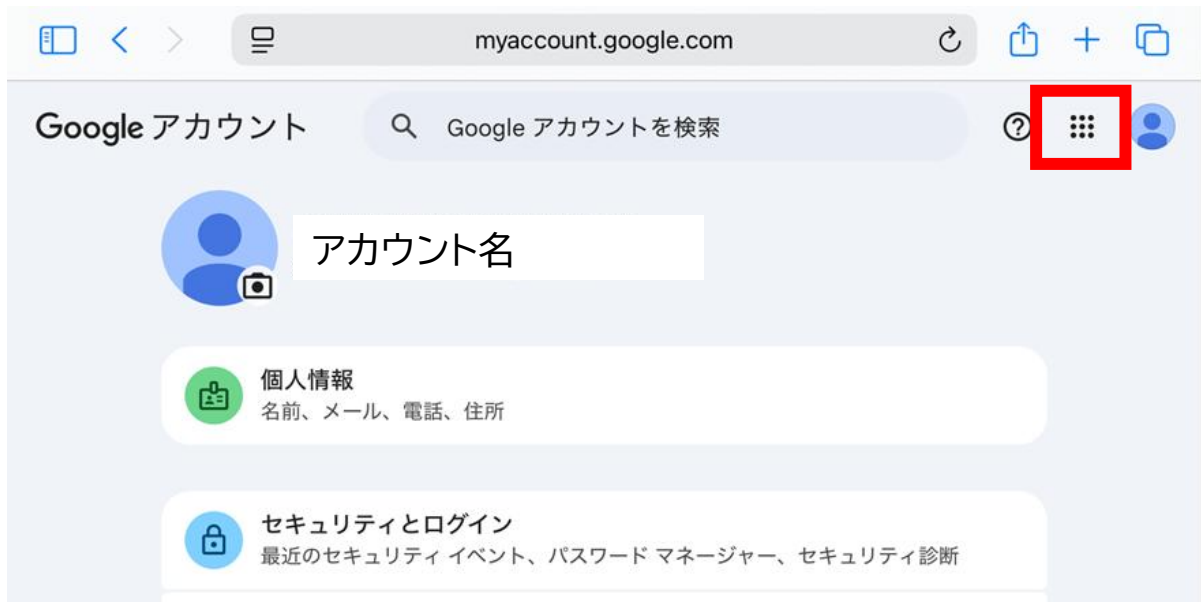 myaccount.google.com
Google アカウント
Google アカウントを検索
アカウント名
個人情報
名前、メール、電話、住所
セキュリティとログイン
最近のセキュリティ イベント、パスワード マネージャー、セキュリティ診断